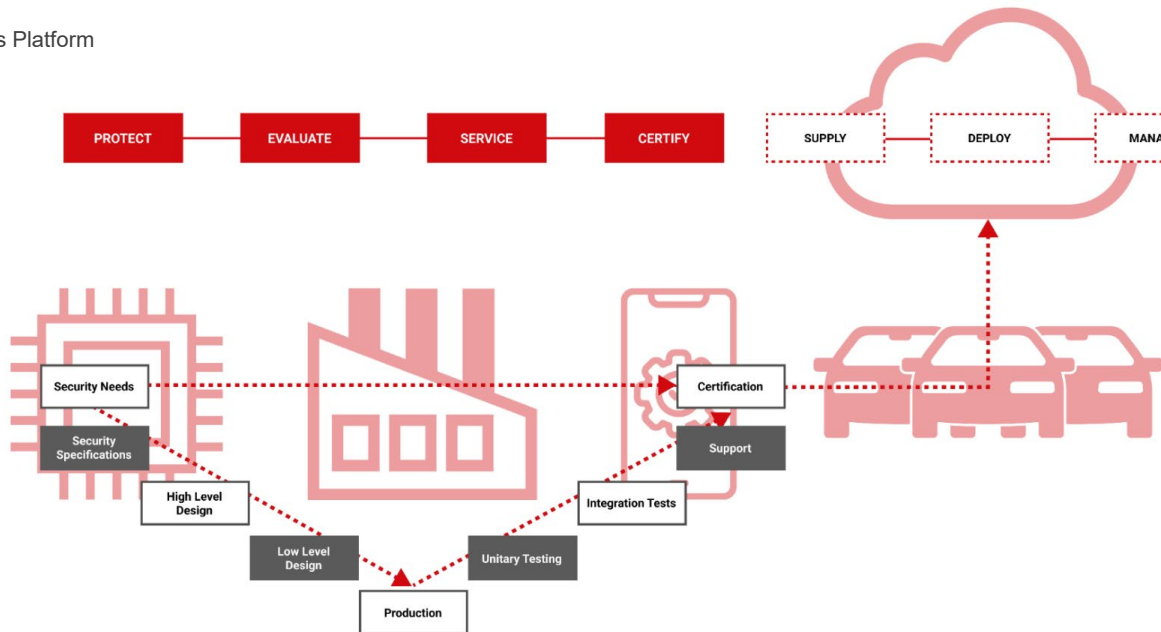 s Platform
PROTECT
EVALUATE
SERVICE
CERTIFY
SUPPLY
DEPLOY
MANA
Security Needs
Certification
Security
Specifications
Support
High Level
Design
Integration Tests
Low Level
Design
Unitary Testing
Production